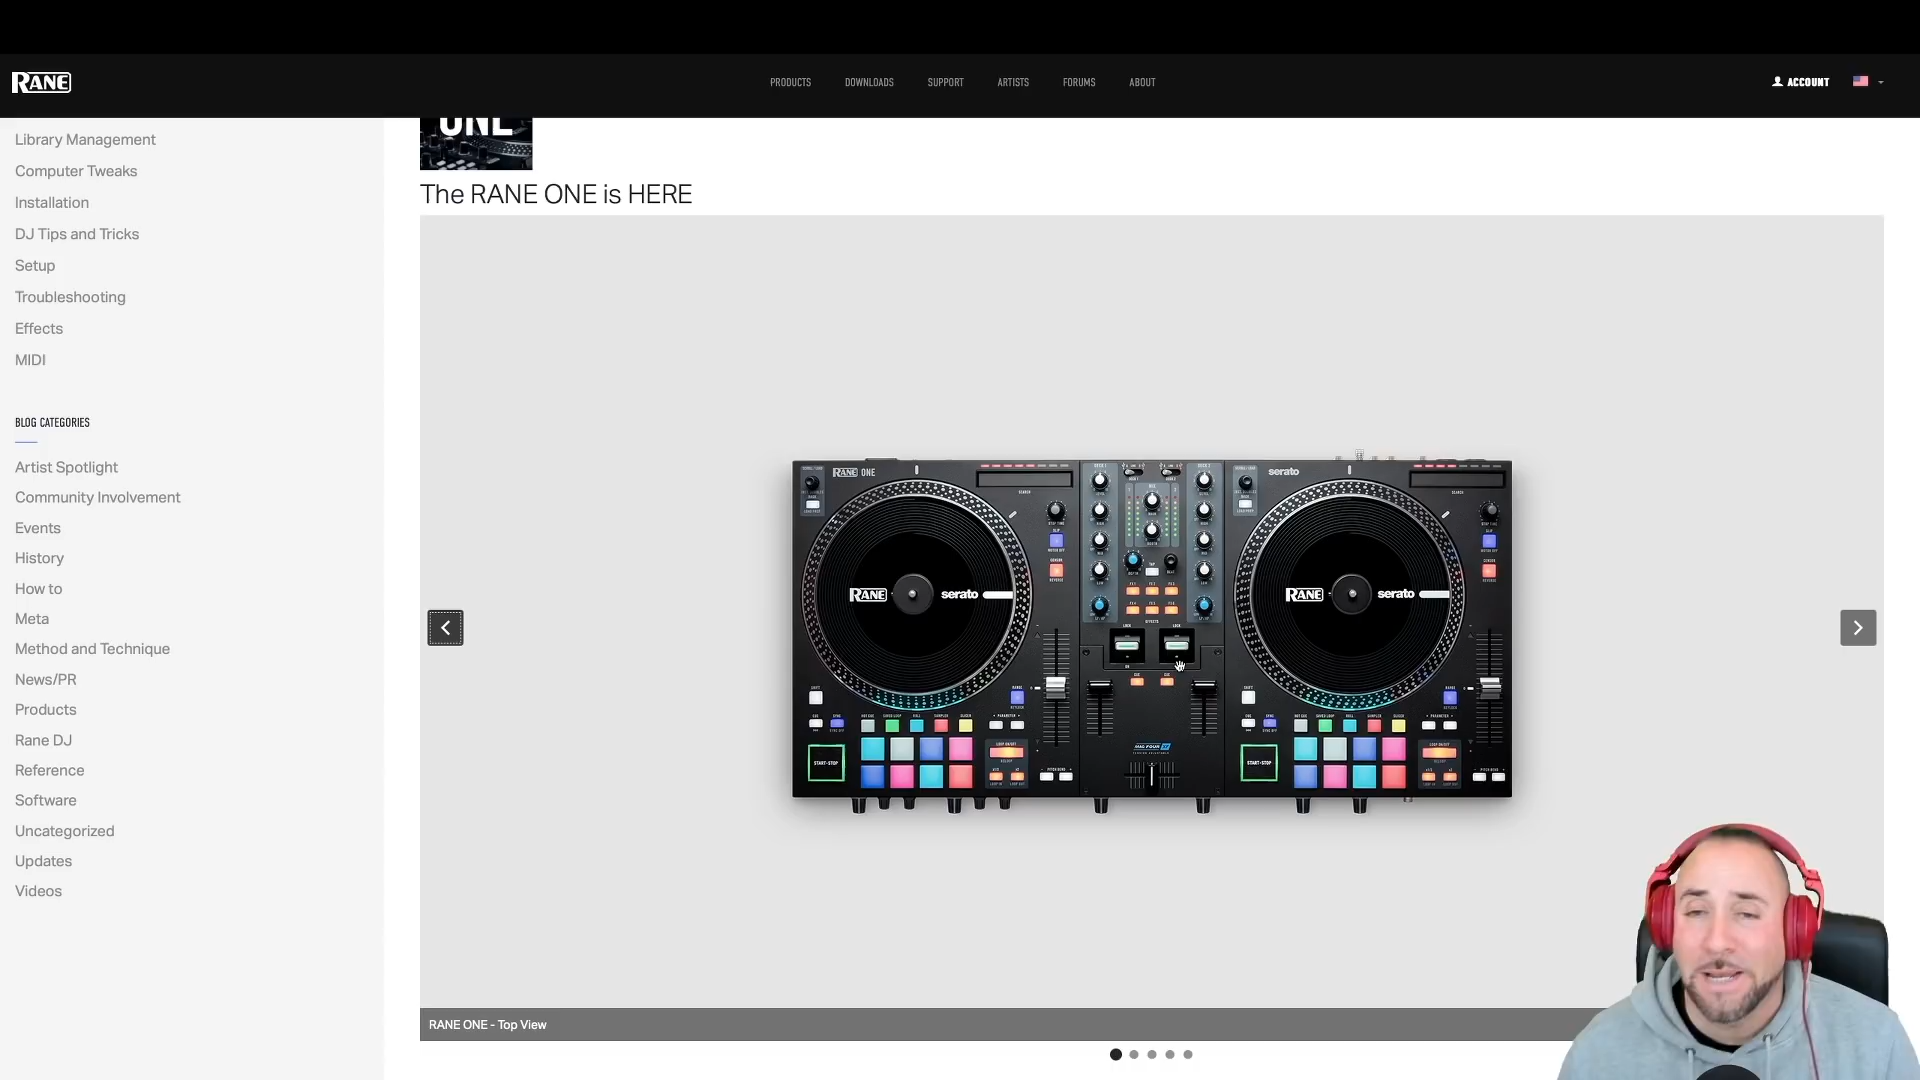 RANE
PRODUCTS
DOWNLOADS
SUPPORT
ARTISTS
FORUMS
ABOUT
ACCOUNT
Library Management
Computer Tweaks
Installation
DJ Tips and Tricks
Setup
Troubleshooting
Effects
MIDI
BLOG CATEGORIES
Artist Spotlight
Community Involvement
Events
History
How to
Meta
Method and Technique
News/PR
Products
Rane DJ
Reference
Software
Uncategorized
Updates
Videos
ONE
The RANE ONE is HERE
RANE ONE
serato
RANE serato
RANE serato
MAG FOUR
START•STOP
START•STOP
RANE ONE - Top View